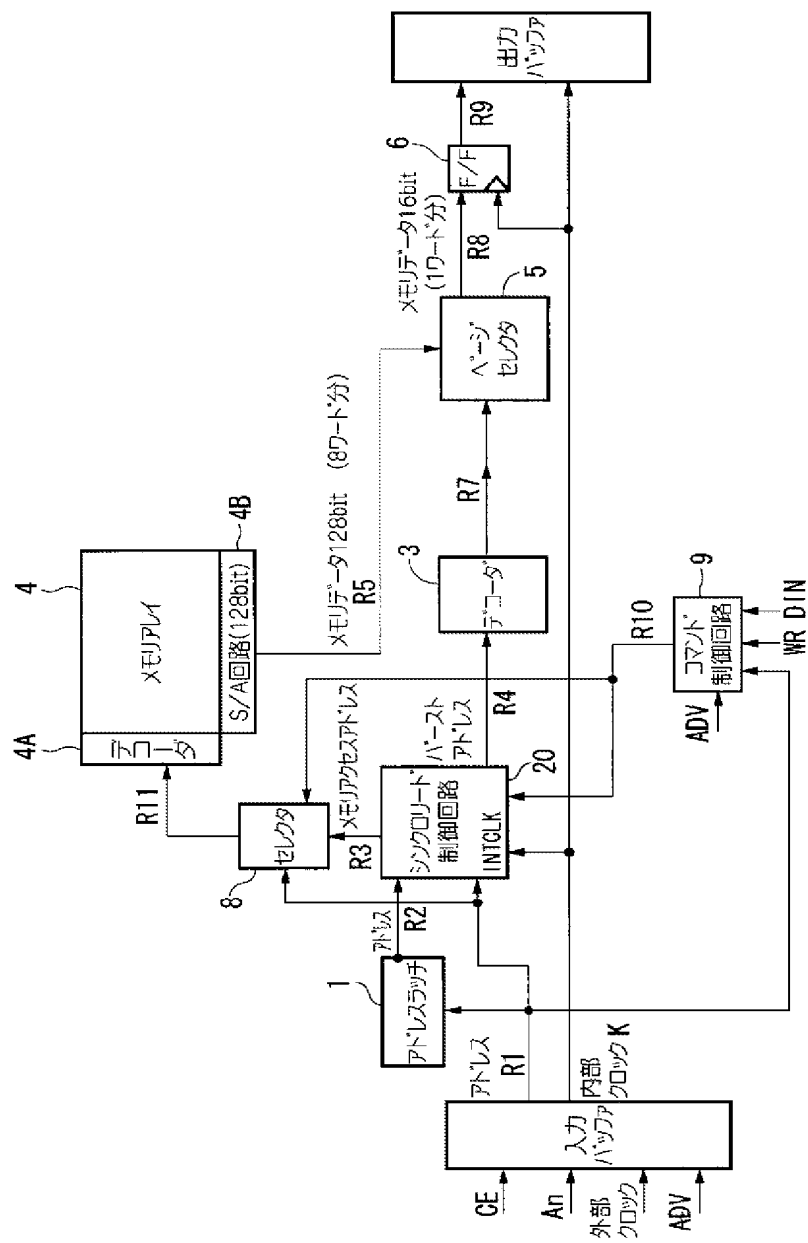 CE
An
外部
クロック
ADV
入力
バッファ
アドレス
R1
内部
クロックK
1
アドレスラッチ
アドレス
R2
8
セレクタ
R11
メモリアクセスアドレス
R3
シンクロリード
制御回路
INTCLK
20
バースト
アドレス
R4
4A
デコーダ
4
メモリアレイ
S/A回路(128bit)
4B
メモリデータ128bit (8ワード分)
R5
3
デコーダ
R7
ページ
セレクタ
5
メモリデータ16bit
(1ワード分)
R8
6
F/F
R9
出力
バッファ
R10
9
コマンド
制御回路
ADV
WR
DIN